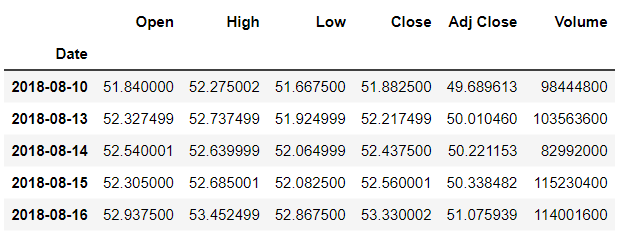 Open High Low Close Adj Close Volume
Date
2018-08-10 51.840000 52.275002 51.667500 51.882500 49.689613 98444800
2018-08-13 52.327499 52.737499 51.924999 52.217499 50.010460 103563600
2018-08-14 52.540001 52.639999 52.064999 52.437500 50.221153 82992000
2018-08-15 52.305000 52.685001 52.082500 52.560001 50.338482 115230400
2018-08-16 52.937500 53.452499 52.867500 53.330002 51.075939 114001600